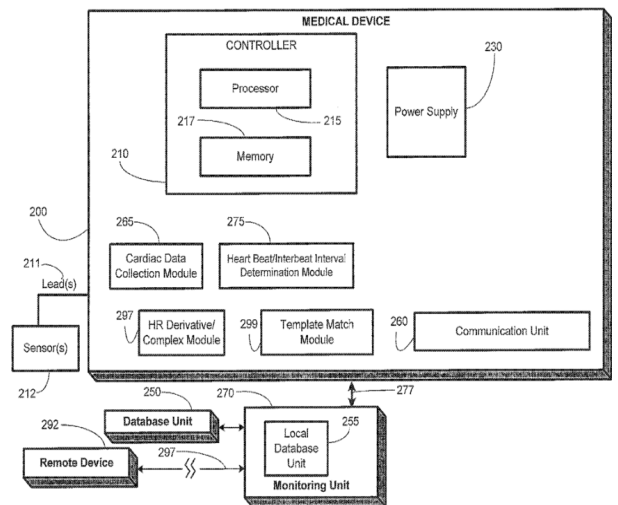 MEDICAL DEVICE
CONTROLLER
Processor
215
217
Memory
210
230
Power Supply
200
265
Cardiac Data
Collection Module
275
Heart Beat/Interbeat Interval
Determination Module
211
Lead(s)
Sensor(s)
212
297
HR Derivative/
Complex Module
299
Template Match
Module
260
Communication Unit
277
250
Database Unit
270
255
Local
Database
Unit
Monitoring Unit
292
Remote Device
297